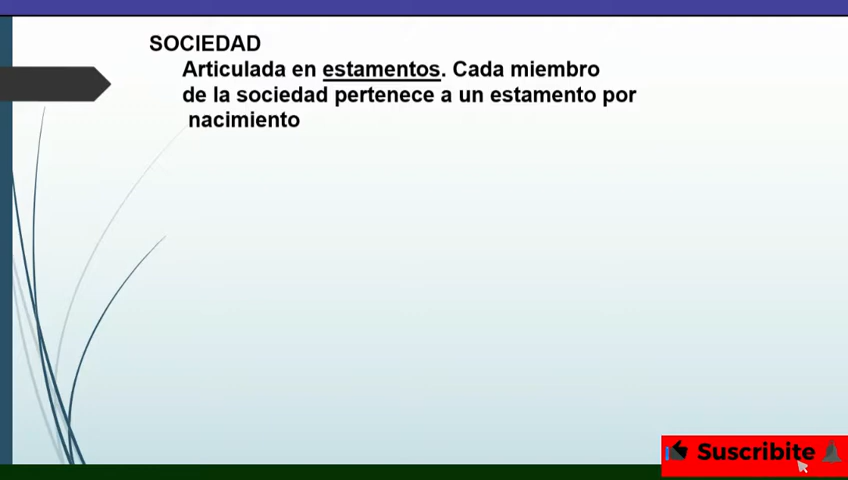 SOCIEDAD
Articulada en estamentos. Cada miembro
de la sociedad pertenece a un estamento por
nacimiento
Suscribite